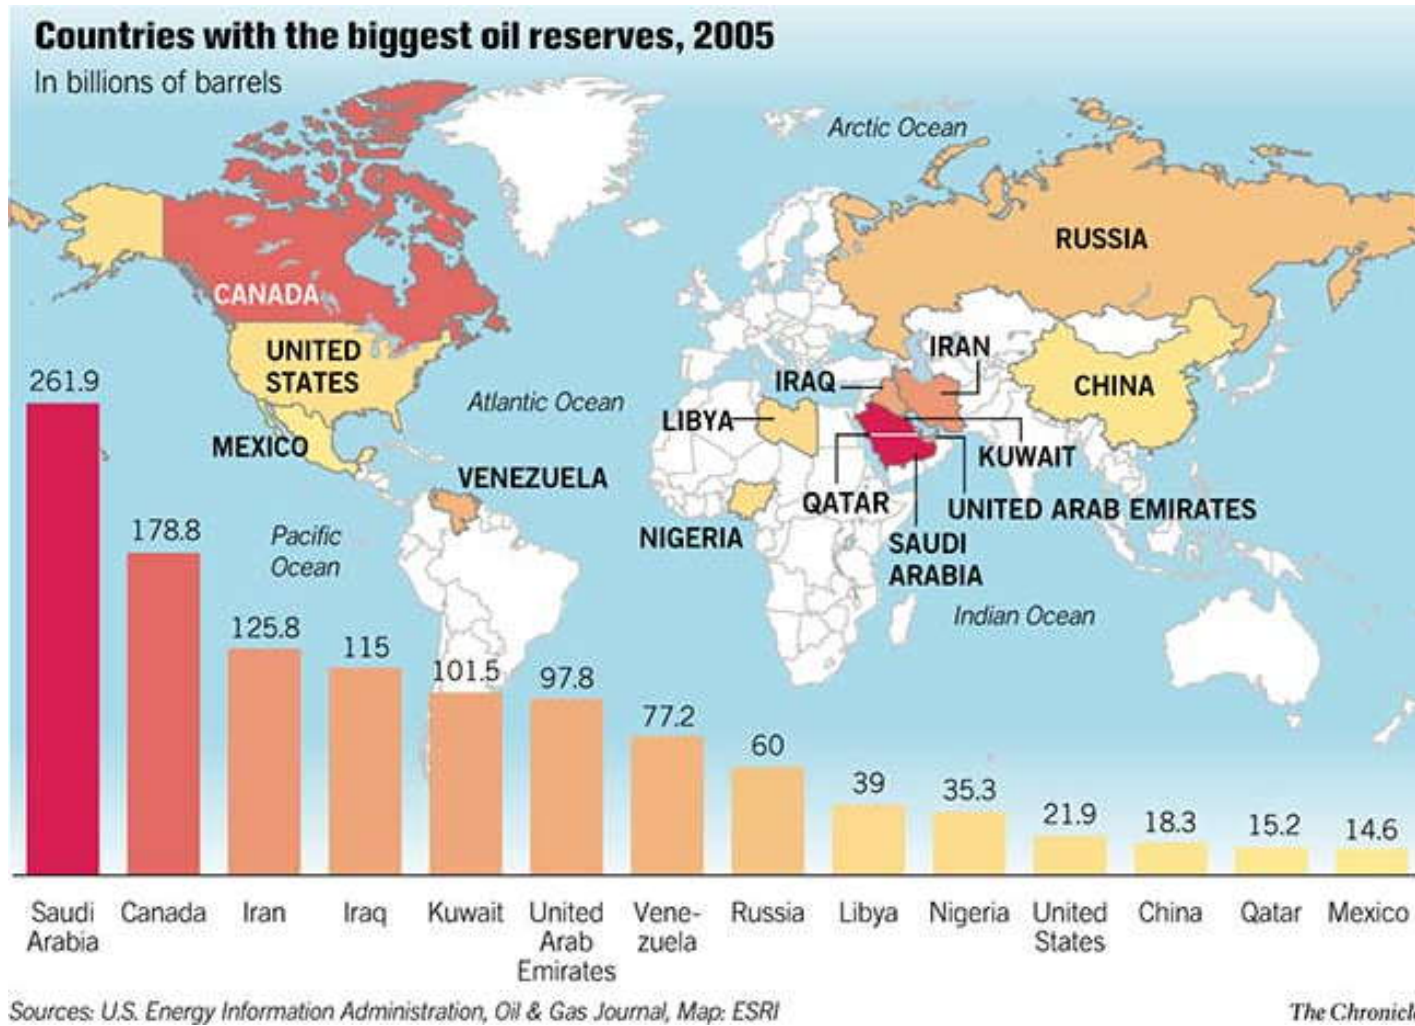 Countries with the biggest oil reserves, 2005
In billions of barrels
Arctic Ocean
RUSSIA
CANADA
UNITED
STATES
IRAN
IRAQ
CHINA
Atlantic Ocean
LIBYA
MEXICO
KUWAIT
VENEZUELA
QATAR
UNITED ARAB EMIRATES
NIGERIA
SAUDI
ARABIA
Pacific
Ocean
Indian Ocean
261.9
178.8
125.8
115
101.5
97.8
77.2
60
39
35.3
21.9
18.3
15.2
14.6
Saudi
Arabia
Canada
Iran
Iraq
Kuwait
United
Arab
Emirates
Vene-
zuela
Russia
Libya
Nigeria
United
States
China
Qatar
Mexico
Sources: U.S. Energy Information Administration, Oil & Gas Journal, Map: ESRI
The Chronicle